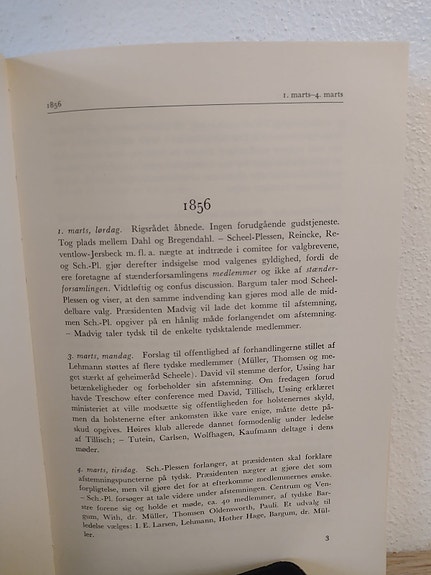 1856
1. marts–4. marts
1856
1. marts, lørdag. Rigsrådet åbnede. Ingen forudgående gudstjeneste.
Tog plads mellem Dahl og Bregendahl. – Scheel-Plessen, Reincke, Re-
ventlow-Jersbeck m. fl. a. nægte at indtræde i comitee for valgbrevene,
og Sch.-Pl. gjør derefter indsigelse mod valgenes gyldighed, fordi de
ere foretagne af stænderforsamlingens medlemmer og ikke af stænder-
forsamlingen. Vidtløftig og confus discussion. Bargum taler mod Scheel-
Plessen og viser, at den samme indvending kan gjøres mod alle de mid-
delbare valg. Præsidenten Madvig vil lade det komme til afstemning,
men Sch.-Pl. opgiver på en hånlig måde forlangendet om afstemning.
– Madvig taler tydsk til de enkelte tydsktalende medlemmer.
3. marts, mandag. Forslag til offentlighed af forhandlingerne stillet af
Lehmann støttes af flere tydske medlemmer (Müller, Thomsen og me-
get stærkt af geheimeråd Scheele). David vil stemme derfor, Ussing har
betænkeligheder og forbeholder sin afstemning. Om fredagen forud
havde Treschow efter conference med David, Tillisch, Ussing erklæret
ministeriet at ville modsætte sig offentligheden for holstenernes skyld,
men da holstenerne efter ankomsten ikke vare enige, måtte dette på-
skud opgives. Høires klub allerede dannet formodenlig under ledelse
af Tillisch; – Tutein, Carlsen, Wolfhagen, Kaufmann deltage i dens
møder.
4. marts, tirsdag. Sch.-Plessen forlanger, at præsidenten skal forklare
afstemningspuncterne på tydsk. Præsidenten nægter at gjøre det som
forpligtelse, men vil gjøre det for at efterkomme medlemmernes ønske.
– Sch.-Pl. forsøger at tale videre under afstemningen. Centrum og Ven-
stre forene sig og holde et møde, ca. 40 medlemmer, af tydske Bar-
gum, With, dr. Müller, Thomsen Oldensworth, Pauli. Et udvalg til
ledelse vælges: I. E. Larsen, Lehmann, Hother Hage, Bargum, dr. Mül-
ler.
3